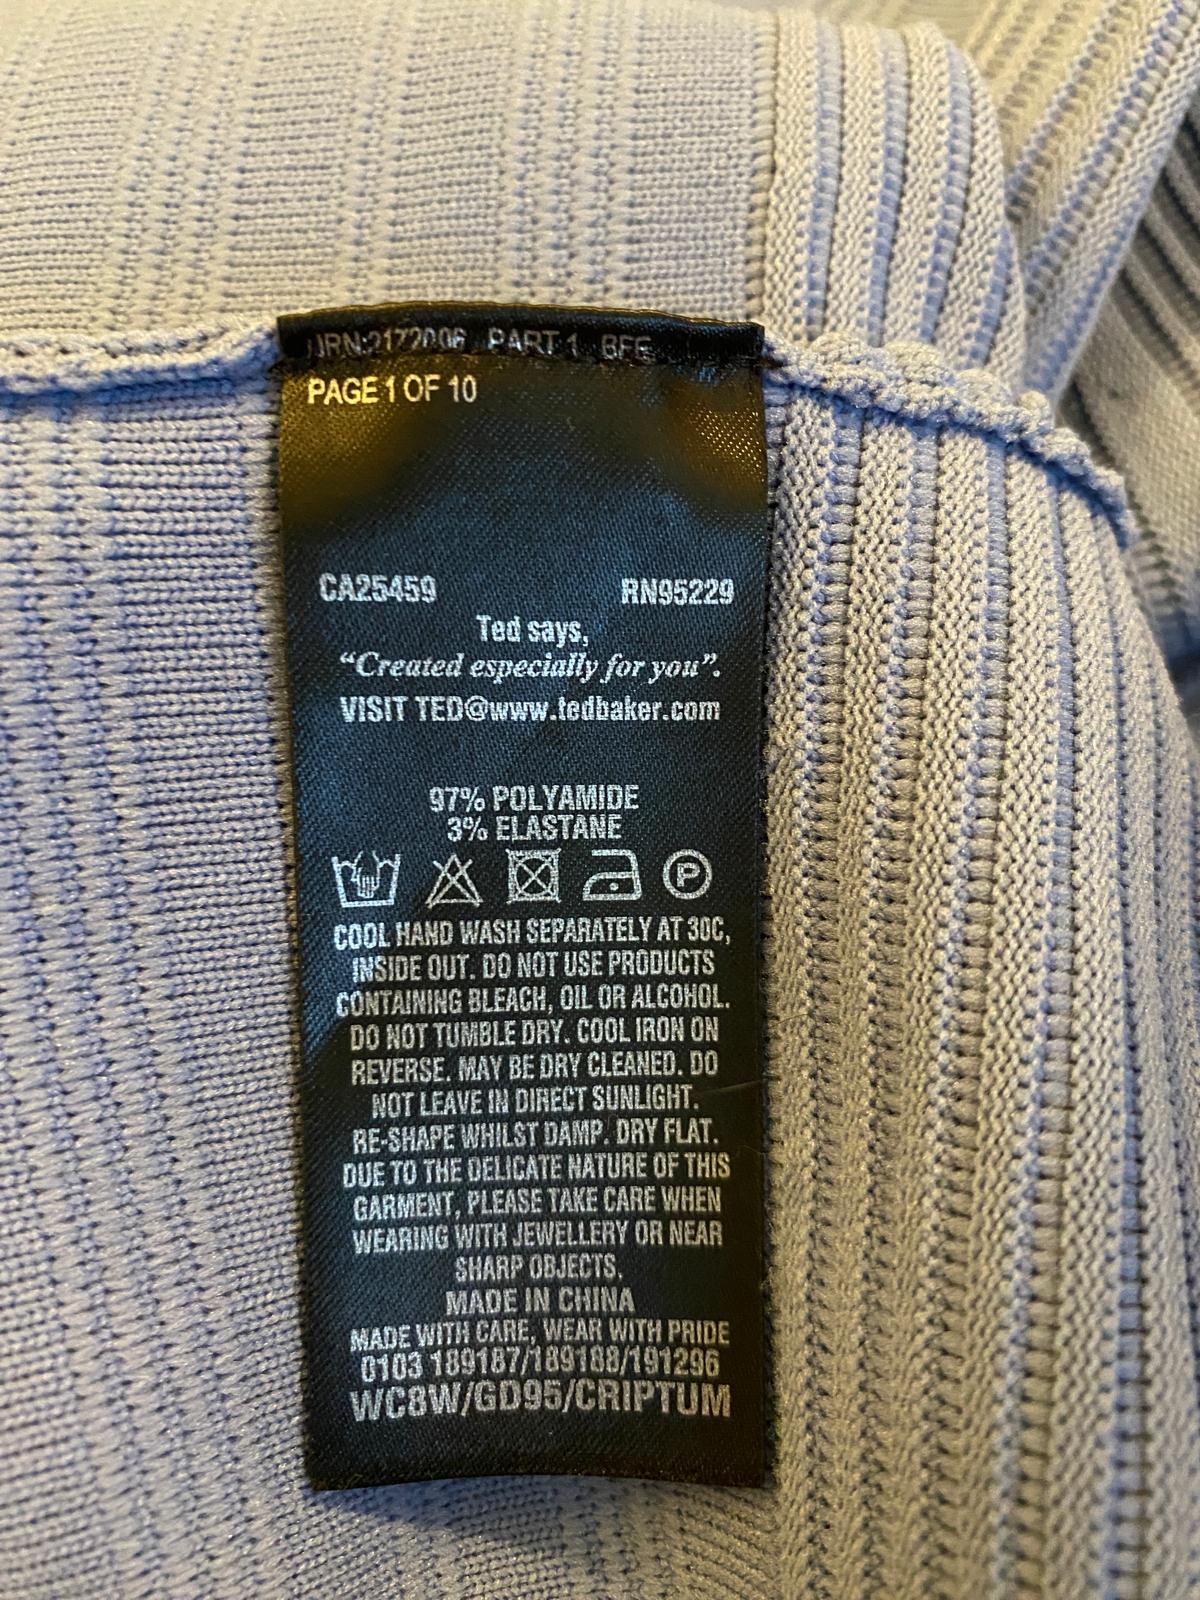 URN:2172006 PART 1 BFE
PAGE 1 OF 10
CA25459 RN95229
Ted says,
“Created especially for you”.
VISIT TED@www.tedbaker.com
97% POLYAMIDE
3% ELASTANE
P
COOL HAND WASH SEPARATELY AT 30C,
INSIDE OUT. DO NOT USE PRODUCTS
CONTAINING BLEACH, OIL OR ALCOHOL.
DO NOT TUMBLE DRY. COOL IRON ON
REVERSE. MAY BE DRY CLEANED. DO
NOT LEAVE IN DIRECT SUNLIGHT.
RE-SHAPE WHILST DAMP. DRY FLAT.
DUE TO THE DELICATE NATURE OF THIS
GARMENT, PLEASE TAKE CARE WHEN
WEARING WITH JEWELLERY OR NEAR
SHARP OBJECTS.
MADE IN CHINA
MADE WITH CARE, WEAR WITH PRIDE
0103 189187/189188/191296
WC8W/GD95/CRIPTUM